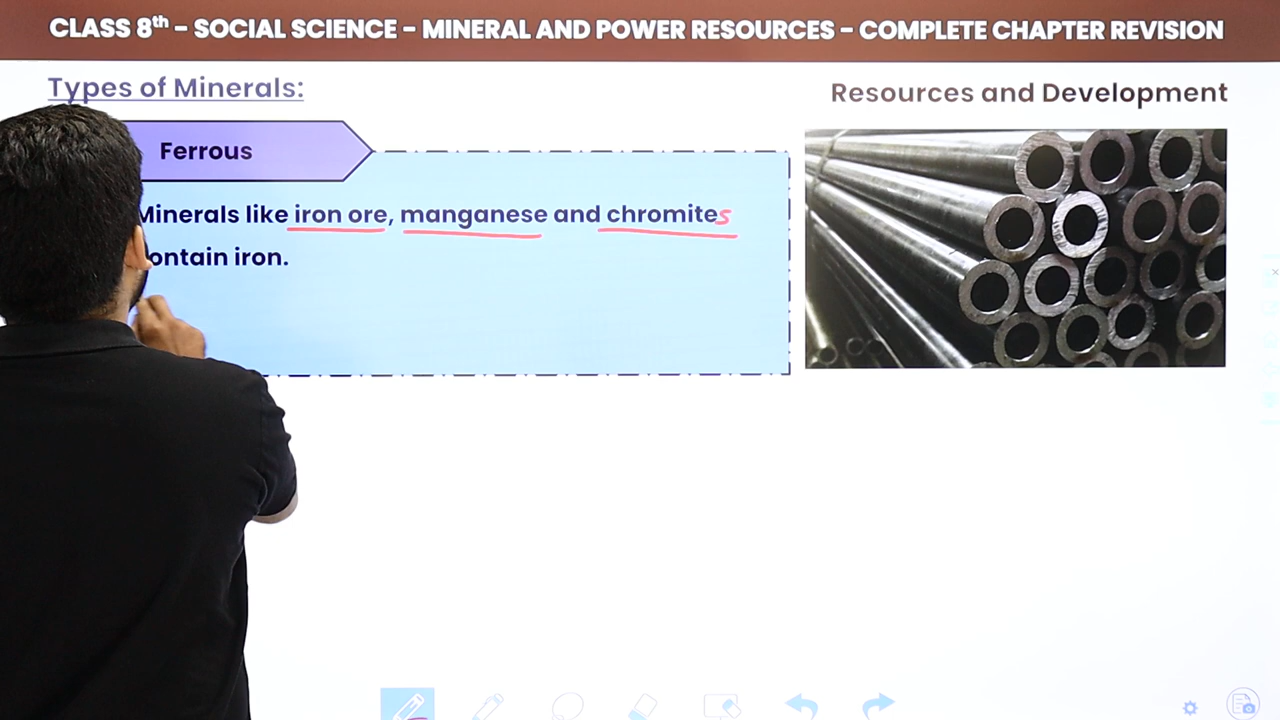 CLASS 8th - SOCIAL SCIENCE - MINERAL AND POWER RESOURCES - COMPLETE CHAPTER REVISION
Types of Minerals:
Resources and Development
Ferrous
Minerals like iron ore, manganese and chromites
contain iron.